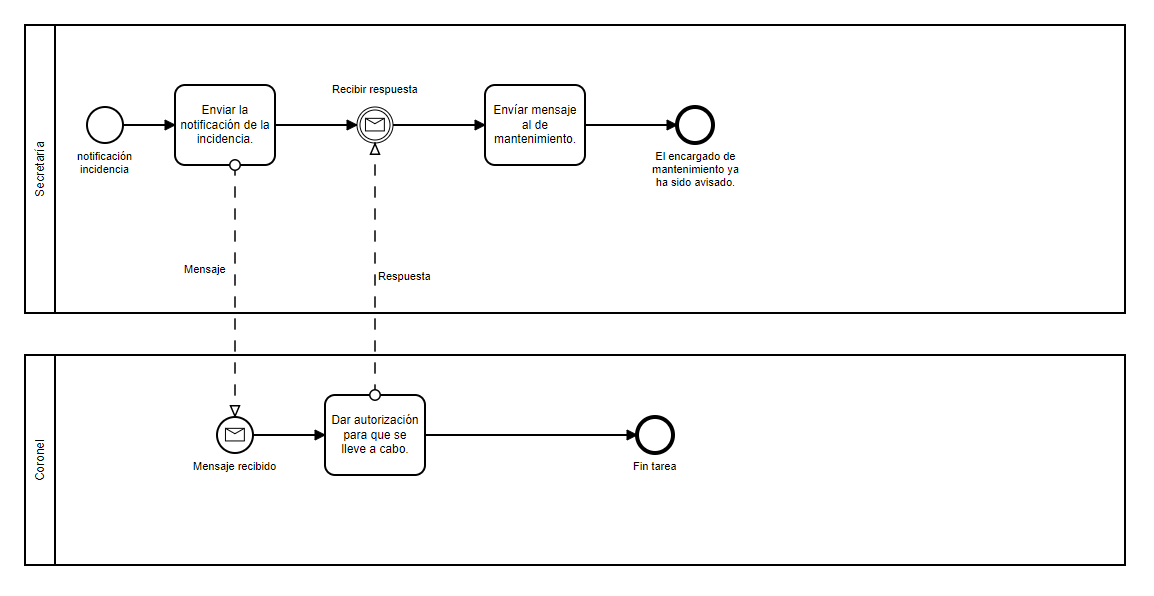 Secretaría
Recibir respuesta
Enviar la
notificación de la
incidencia.
Envíar mensaje
al de
mantenimiento.
notificación
incidencia
El encargado de
mantenimiento ya
ha sido avisado.
Mensaje
Respuesta
Coronel
Dar autorización
para que se
lleve a cabo.
Mensaje recibido
Fin tarea